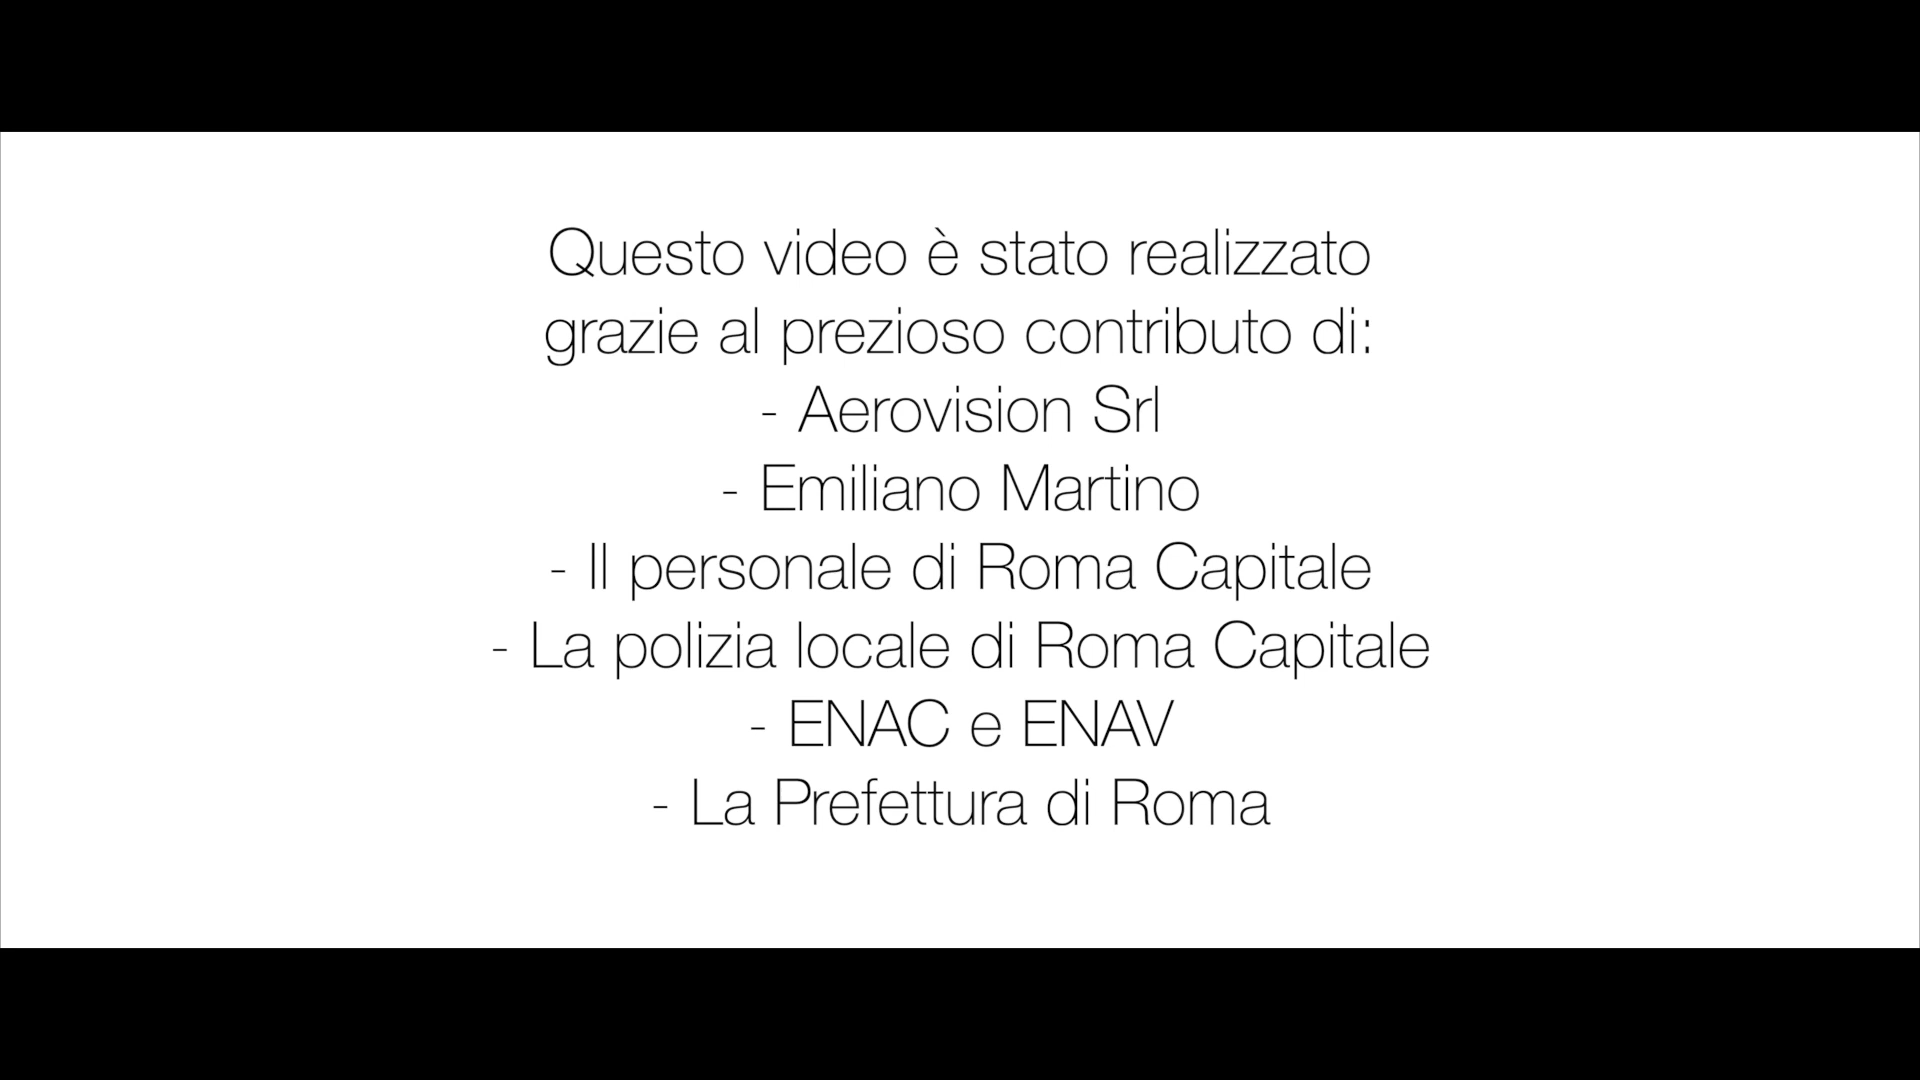 Questo video è stato realizzato
grazie al prezioso contributo di:
- Aerovision Srl
- Emiliano Martino
- Il personale di Roma Capitale
- La polizia locale di Roma Capitale
- ENAC e ENAV
- La Prefettura di Roma